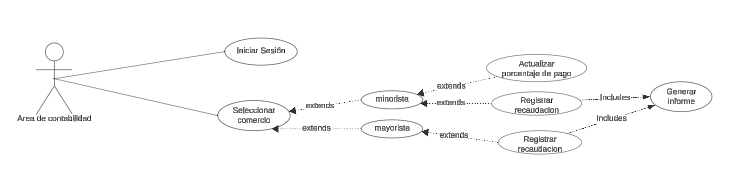 Iniciar Sesión
Actualizar
porcentaje de pago
extends
minorista
extends
Registrar
recaudacion
Includes
Generar
informe
Seleccionar
comercio
extends
Includes
Area de contabilidad
extends
mayorista
extends
Registrar
recaudacion